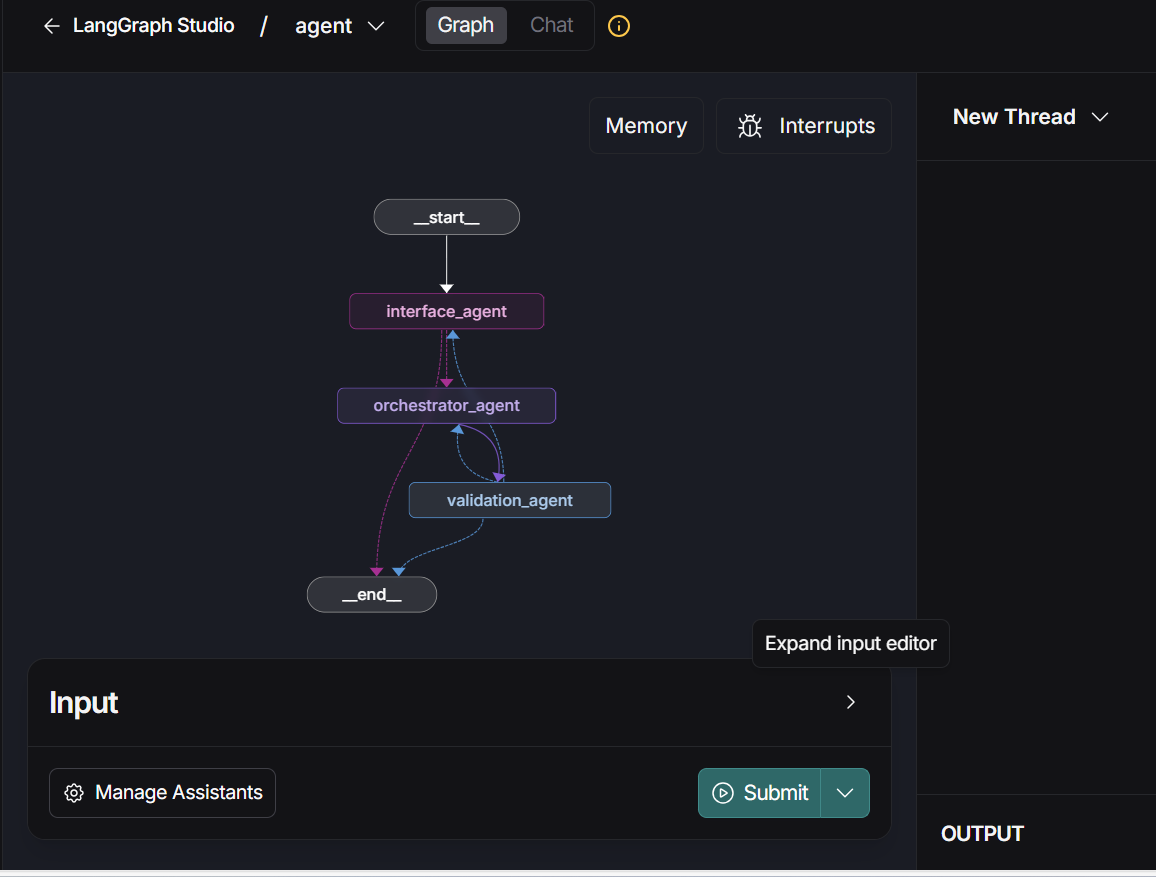 LangGraph Studio / agent
Graph Chat
Memory
Interrupts
New Thread
__start__
interface_agent
orchestrator_agent
validation_agent
__end__
Expand input editor
Input
Manage Assistants
Submit
OUTPUT